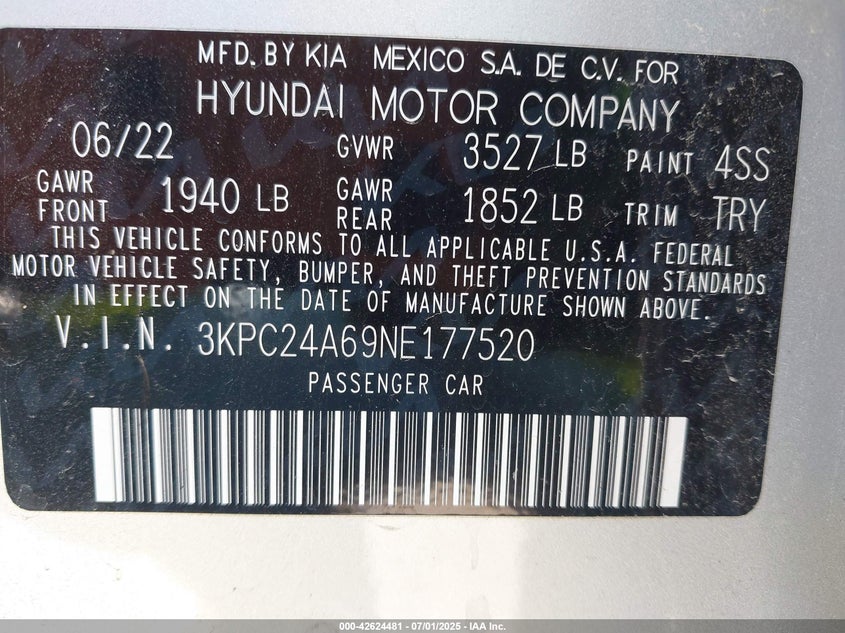 MFD. BY KIA MEXICO S.A. DE C.V. FOR
HYUNDAI MOTOR COMPANY
06/22 GVWR 3527 LB PAINT 4SS
GAWR FRONT 1940 LB GAWR REAR 1852 LB TRIM TRY
THIS VEHICLE CONFORMS TO ALL APPLICABLE U.S.A. FEDERAL
MOTOR VEHICLE SAFETY, BUMPER, AND THEFT PREVENTION STANDARDS
IN EFFECT ON THE DATE OF MANUFACTURE SHOWN ABOVE.
V.I.N. 3KPC24A69NE177520
PASSENGER CAR
000-42624481 - 07/01/2025 - IAA Inc.